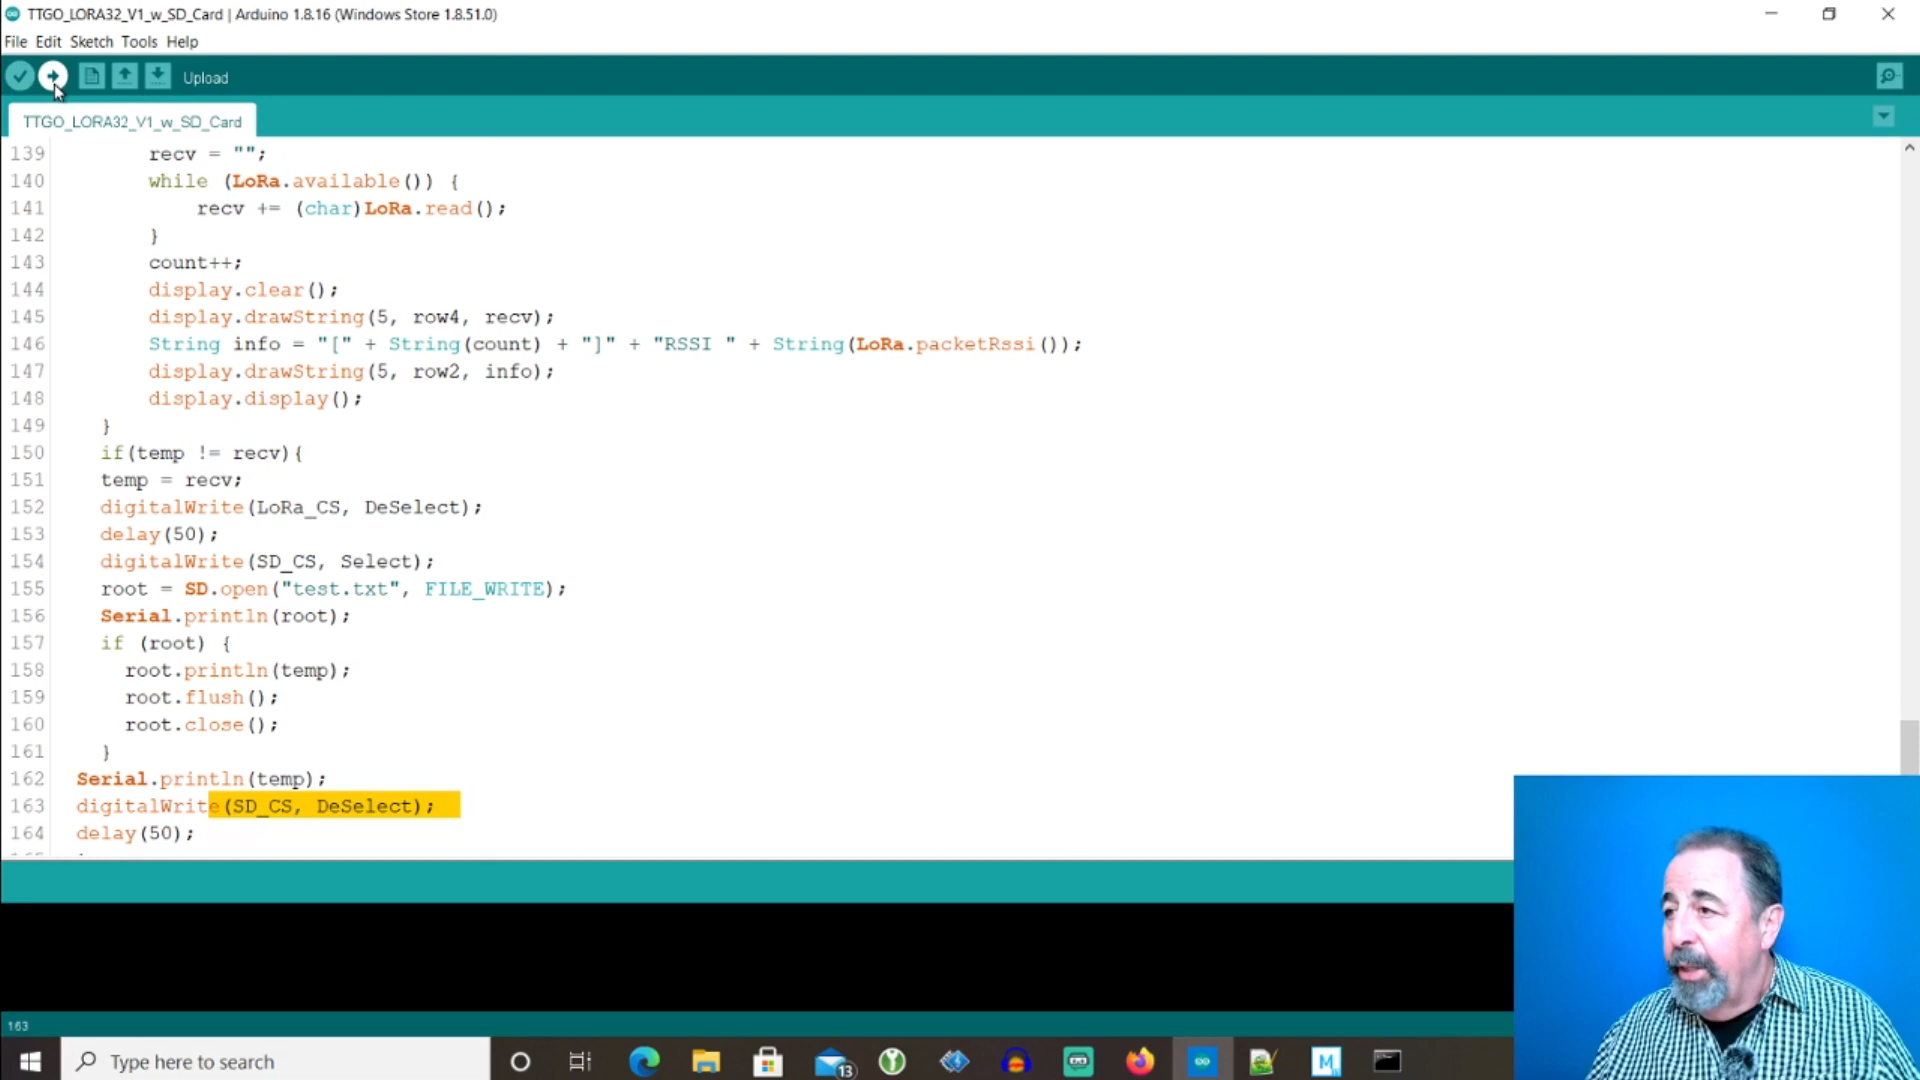 TTGO_LORA32_V1_w_SD_Card | Arduino 1.8.16 (Windows Store 1.8.51.0)
File Edit Sketch Tools Help
Upload
TTGO_LORA32_V1_w_SD_Card
139 recv = "";
140 while (LoRa.available()) {
141 recv += (char)LoRa.read();
142 }
143 count++;
144 display.clear();
145 display.drawString(5, row4, recv);
146 String info = "[" + String(count) + "]" + "RSSI " + String(LoRa.packetRssi());
147 display.drawString(5, row2, info);
148 display.display();
149 }
150 if(temp != recv){
151 temp = recv;
152 digitalWrite(LoRa_CS, DeSelect);
153 delay(50);
154 digitalWrite(SD_CS, Select);
155 root = SD.open("test.txt", FILE_WRITE);
156 Serial.println(root);
157 if (root) {
158 root.println(temp);
159 root.flush();
160 root.close();
161 }
162 Serial.println(temp);
163 digitalWrite(SD_CS, DeSelect);
164 delay(50);
163
Type here to search
13
M